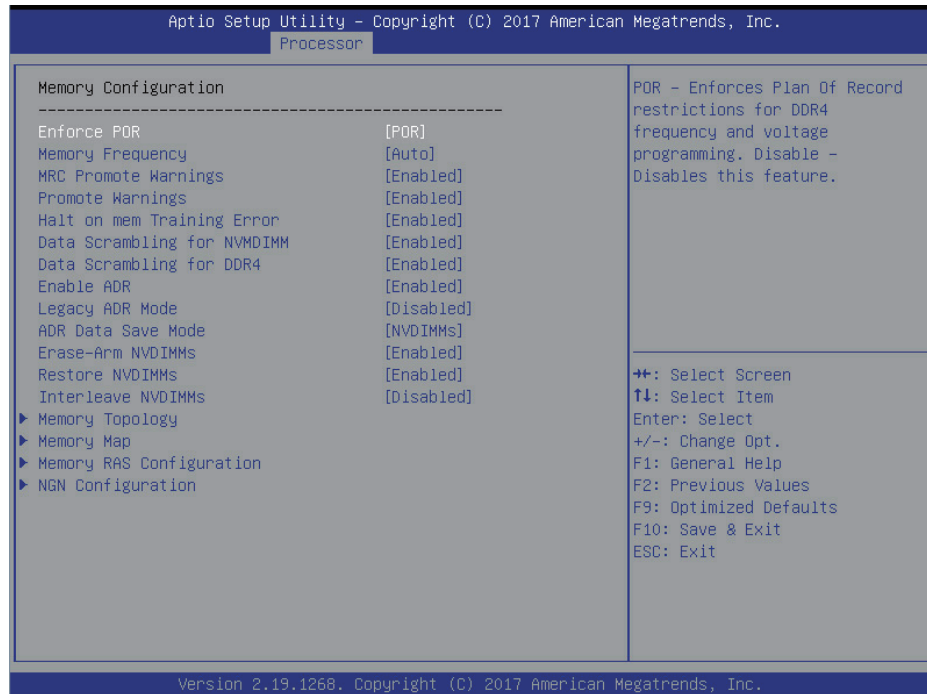 Aptio Setup Utility – Copyright (C) 2017 American Megatrends, Inc.
Processor
Memory Configuration
--------------------------------------------------
Enforce POR [POR]
Memory Frequency [Auto]
MRC Promote Warnings [Enabled]
Promote Warnings [Enabled]
Halt on mem Training Error [Enabled]
Data Scrambling for NVMDIMM [Enabled]
Data Scrambling for DDR4 [Enabled]
Enable ADR [Enabled]
Legacy ADR Mode [Disabled]
ADR Data Save Mode [NVDIMMs]
Erase-Arm NVDIMMs [Enabled]
Restore NVDIMMs [Enabled]
Interleave NVDIMMs [Disabled]
Memory Topology
Memory Map
Memory RAS Configuration
NGN Configuration
POR – Enforces Plan Of Record
restrictions for DDR4
frequency and voltage
programming. Disable –
Disables this feature.
→←: Select Screen
↑↓: Select Item
Enter: Select
+/-: Change Opt.
F1: General Help
F2: Previous Values
F9: Optimized Defaults
F10: Save & Exit
ESC: Exit
Version 2.19.1268. Copyright (C) 2017 American Megatrends, Inc.